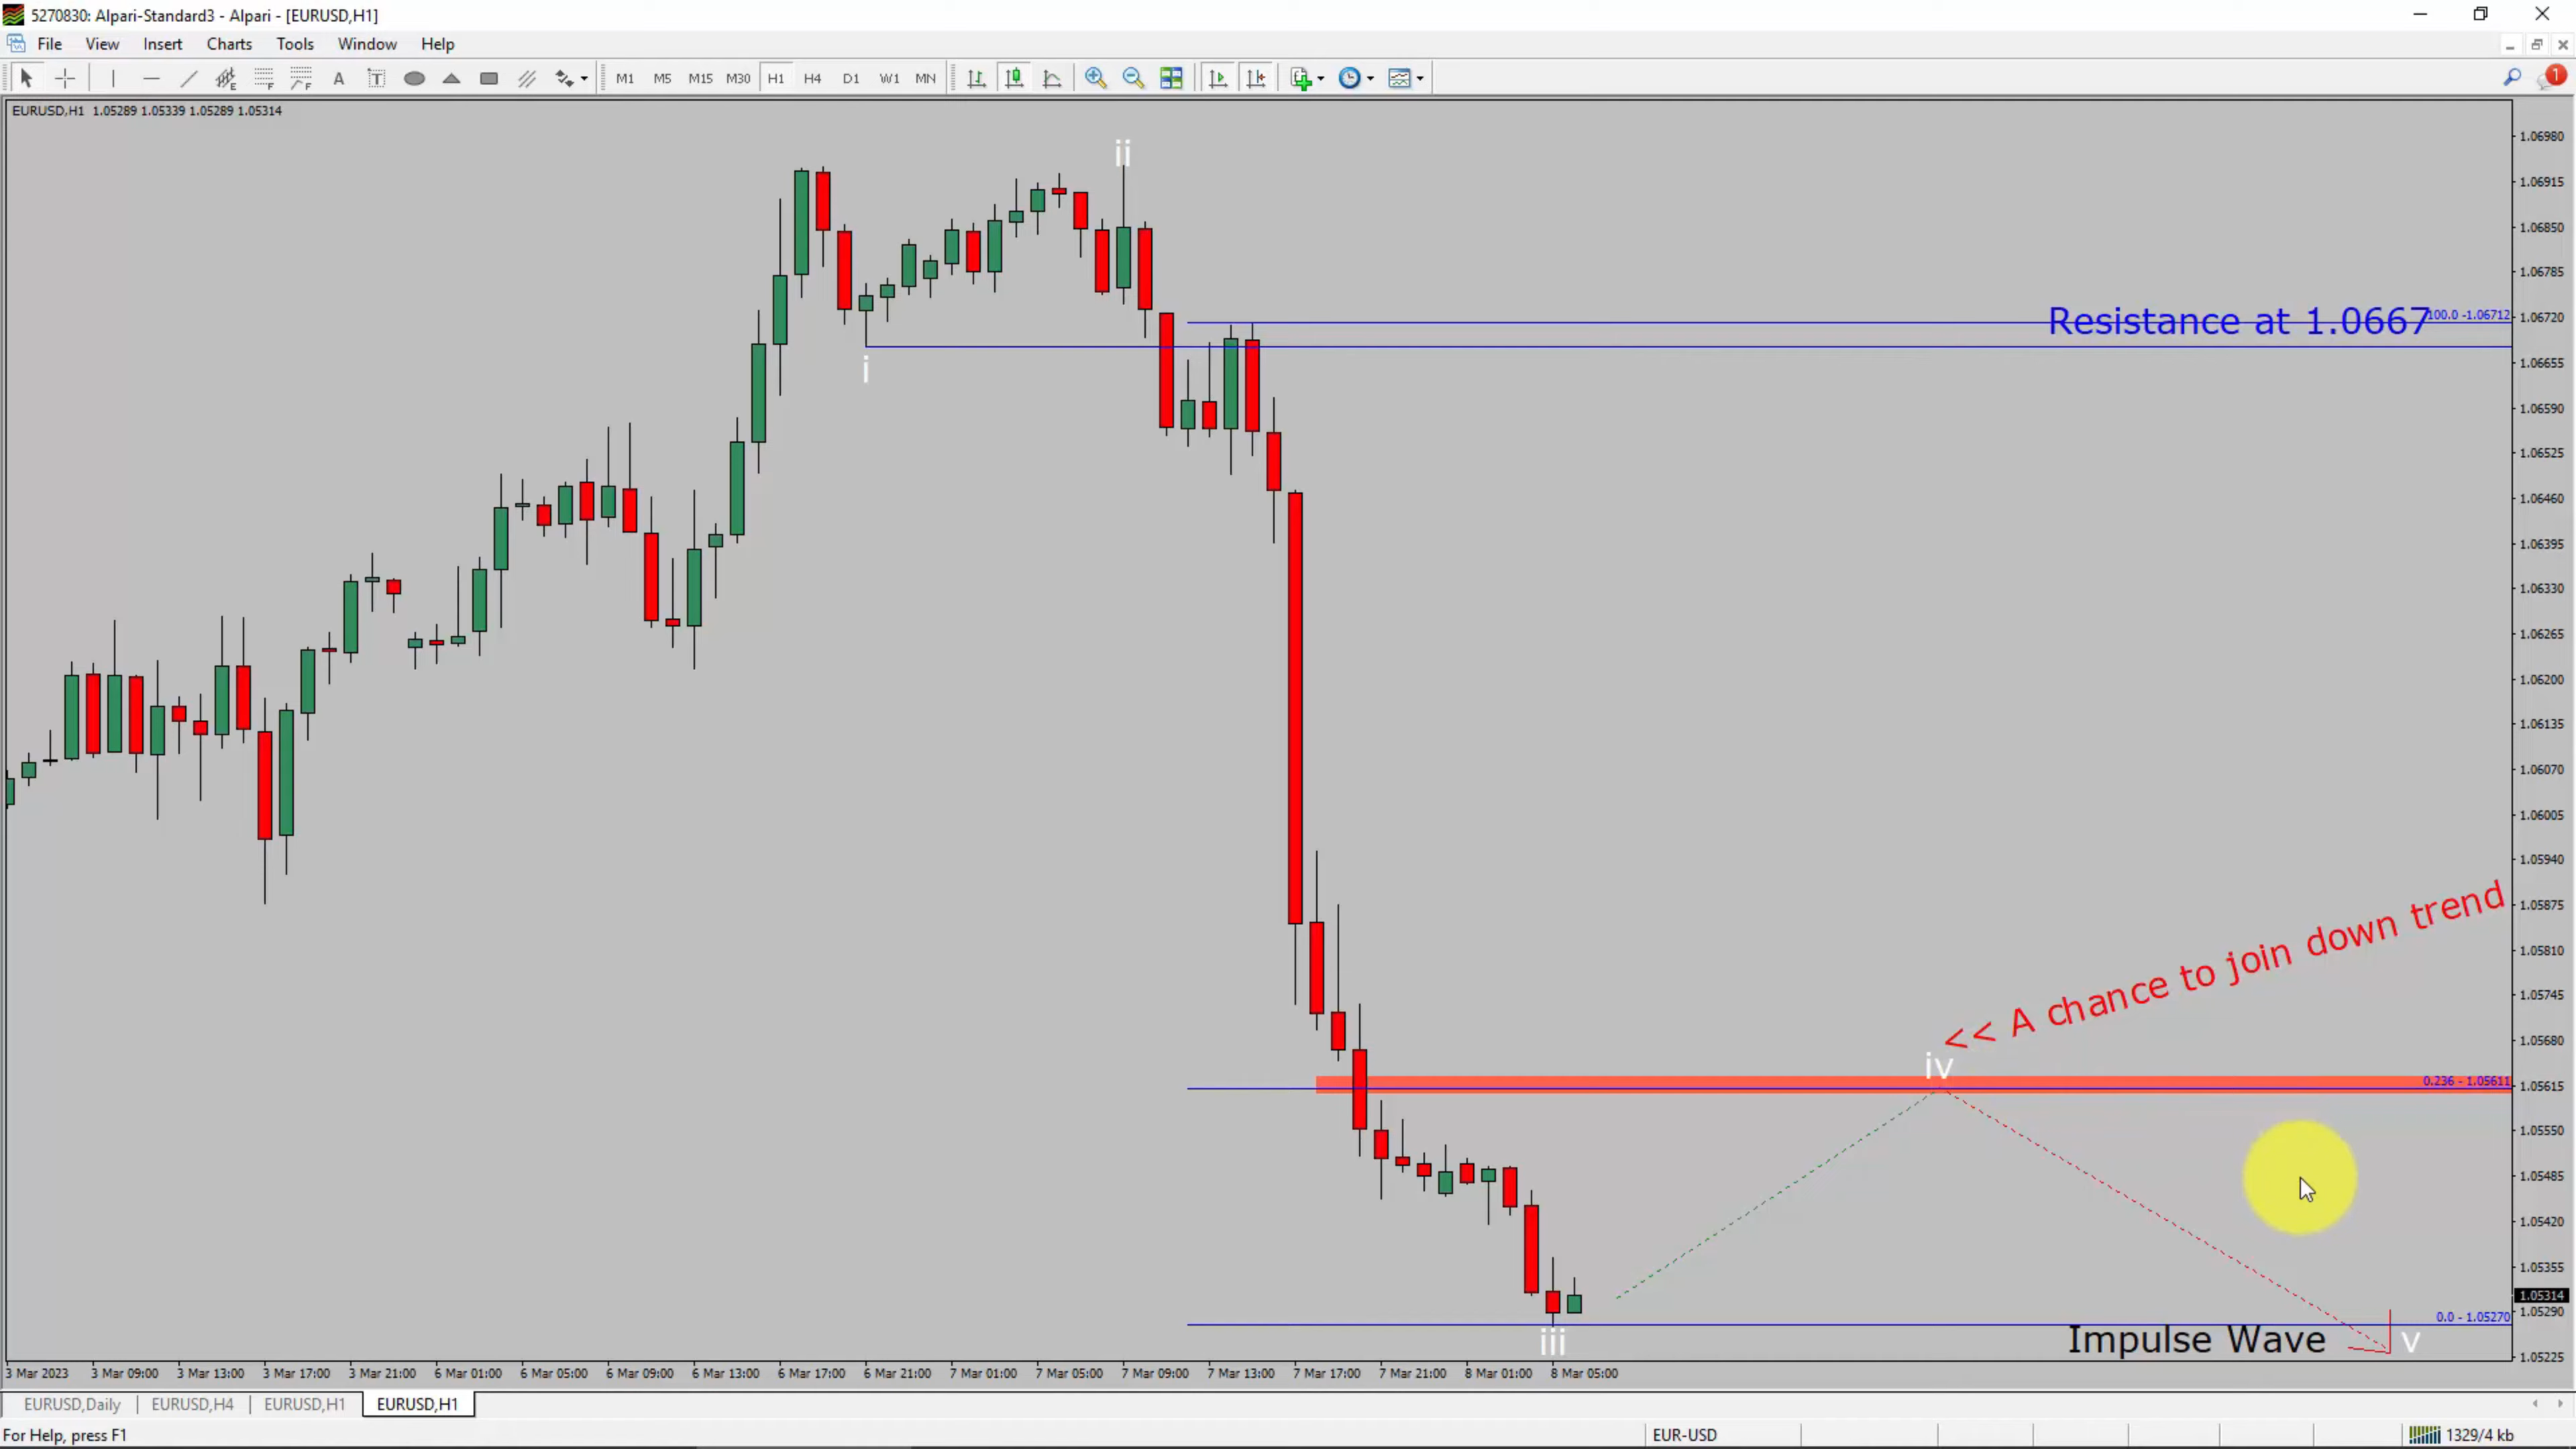 5270830: Alpari-Standard3 - Alpari - [EURUSD,H1]
File View Insert Charts Tools Window Help
A T M1 M5 M15 M30 H1 H4 D1 W1 MN 1
EURUSD,H1 1.05289 1.05339 1.05289 1.05314
1.06980
ii
1.06915
1.06850
1.06785
Resistance at 1.0667
100.0 -1.06712
1.06720
i
1.06655
1.06590
1.06525
1.06460
1.06395
1.06330
1.06265
1.06200
1.06135
1.06070
1.06005
1.05940
1.05875
<< A chance to join down trend
1.05810
1.05745
1.05680
iv
0.236 - 1.05611
1.05615
1.05550
1.05485
1.05420
1.05355
1.05314
1.05290
0.0 - 1.05270
iii
Impulse Wave
v
1.05225
3 Mar 2023 3 Mar 09:00 3 Mar 13:00 3 Mar 17:00 3 Mar 21:00 6 Mar 01:00 6 Mar 05:00 6 Mar 09:00 6 Mar 13:00 6 Mar 17:00 6 Mar 21:00 7 Mar 01:00 7 Mar 05:00 7 Mar 09:00 7 Mar 13:00 7 Mar 17:00 7 Mar 21:00 8 Mar 01:00 8 Mar 05:00
EURUSD,Daily EURUSD,H4 EURUSD,H1 EURUSD,H1
For Help, press F1 EUR-USD 1329/4 kb